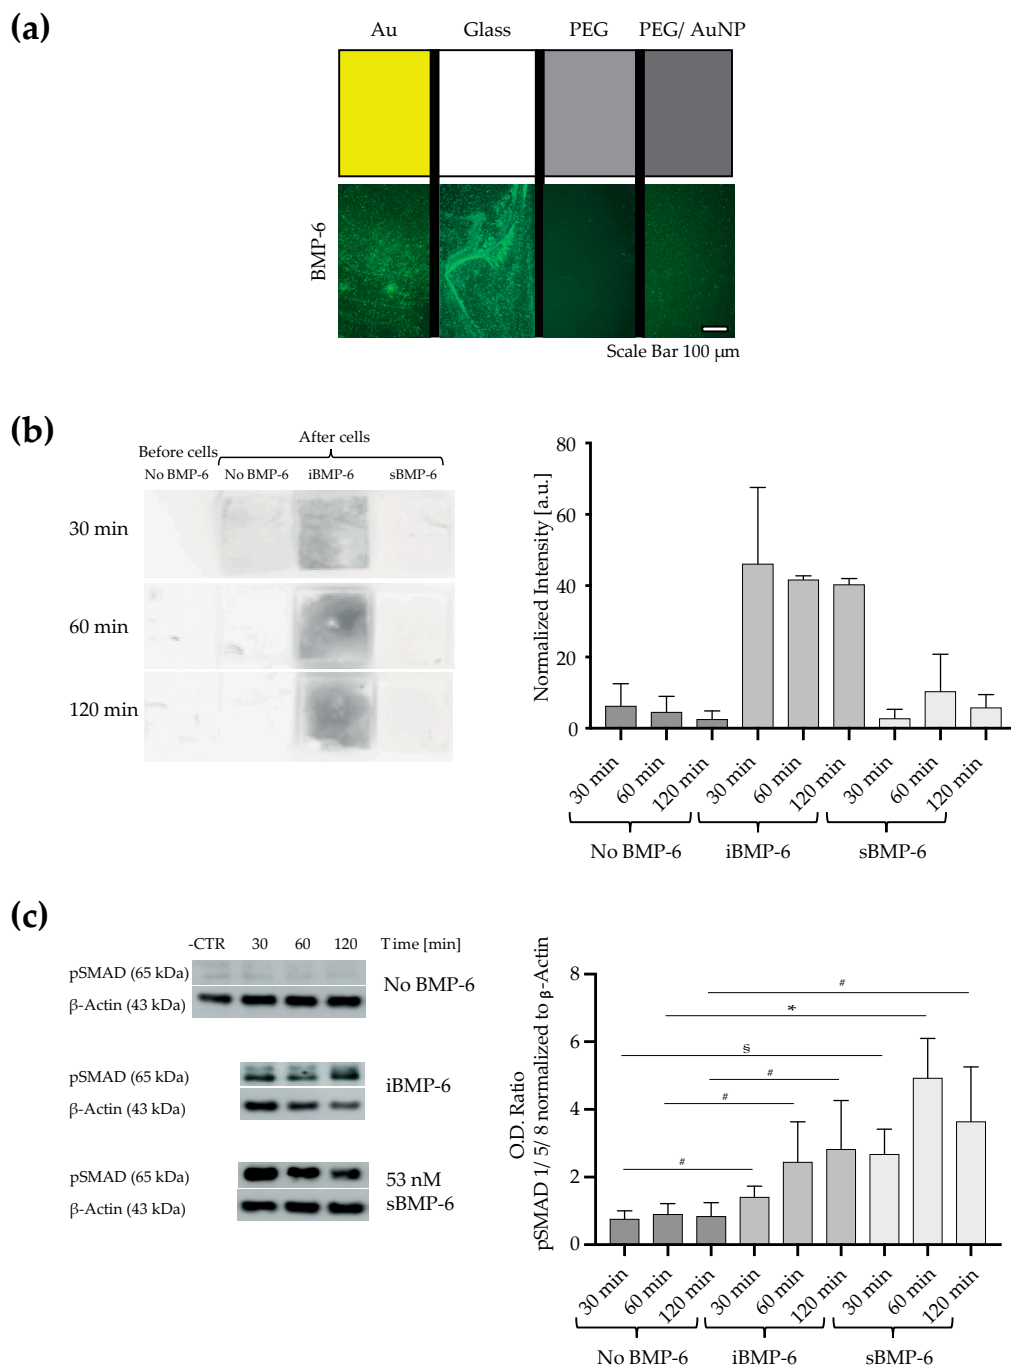 (a)
Au Glass PEG PEG/ AuNP
BMP-6
Scale Bar 100 µm
(b)
After cells
Before cells
No BMP-6 No BMP-6 iBMP-6 sBMP-6
30 min
60 min
120 min
Normalized Intensity [a.u.]
80
60
40
20
0
30 min 60 min 120 min 30 min 60 min 120 min 30 min 60 min 120 min
No BMP-6 iBMP-6 sBMP-6
(c)
-CTR 30 60 120 Time [min]
pSMAD (65 kDa)
No BMP-6
β-Actin (43 kDa)
pSMAD (65 kDa)
iBMP-6
β-Actin (43 kDa)
pSMAD (65 kDa)
53 nM
sBMP-6
β-Actin (43 kDa)
O.D. Ratio
pSMAD 1/ 5/ 8 normalized to β-Actin
8
6
4
2
0
#
*
§
#
#
#
30 min 60 min 120 min 30 min 60 min 120 min 30 min 60 min 120 min
No BMP-6 iBMP-6 sBMP-6